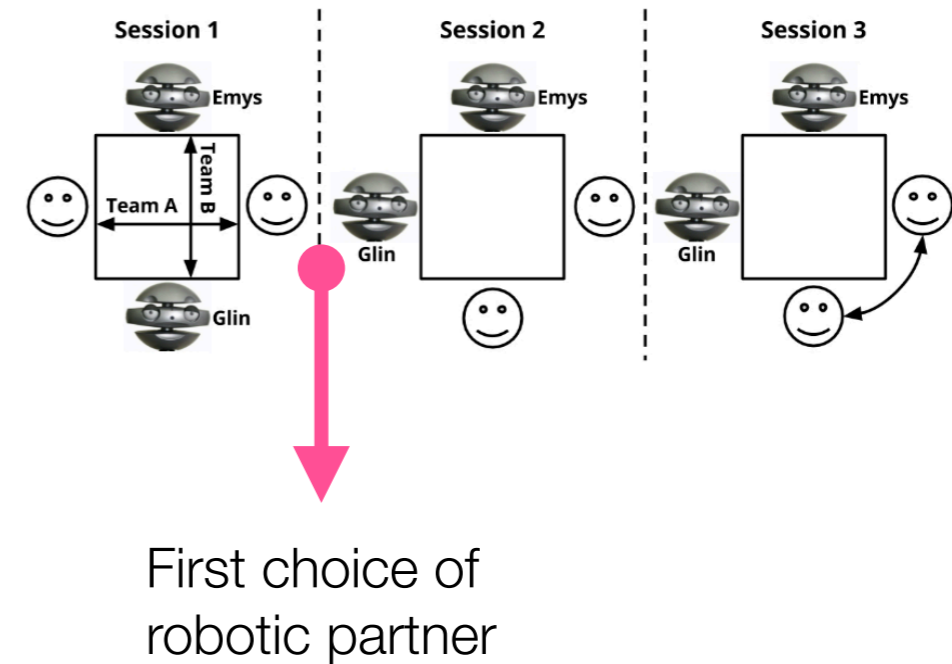 Session 1
Session 2
Session 3
Emys
Emys
Emys
Team A
Team B
Glin
Glin
Glin
First choice of
robotic partner